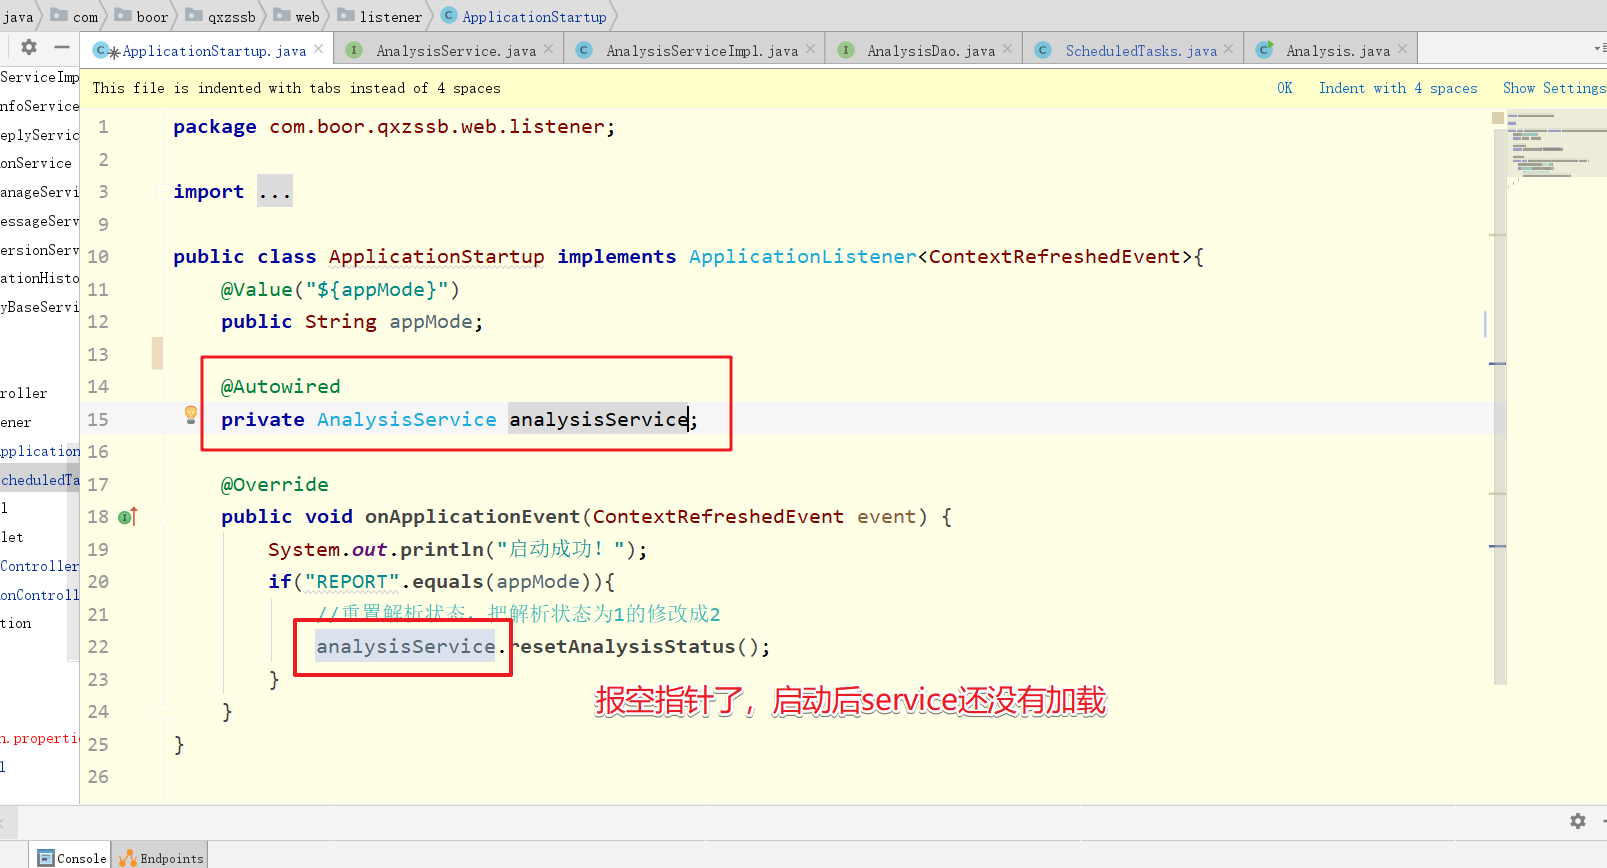 java com boor qxzssb web listener ApplicationStartup
ApplicationStartup.java AnalysisService.java AnalysisServiceImpl.java AnalysisDao.java ScheduledTasks.java Analysis.java
This file is indented with tabs instead of 4 spaces OK Indent with 4 spaces Show Settings
ServiceImp
nfoService
eplyServic
onService
anageServi
essageServ
ersionServ
ationHisto
yBaseServi
roller
ener
pplication
cheduledTa
l
let
Controller
onControll
tion
n.properti
l
1 package com.boor.qxzssb.web.listener;
2
3 import ...
9
10 public class ApplicationStartup implements ApplicationListener<ContextRefreshedEvent>{
11 @Value("${appMode}")
12 public String appMode;
13
14 @Autowired
15 private AnalysisService analysisService;
16
17 @Override
18 public void onApplicationEvent(ContextRefreshedEvent event) {
19 System.out.println("启动成功！");
20 if("REPORT".equals(appMode)){
21 //重置解析状态，把解析状态为1的修改成2
22 analysisService.resetAnalysisStatus();
23 }
24 }
25 }
26
报空指针了，启动后service还没有加载
Console Endpoints